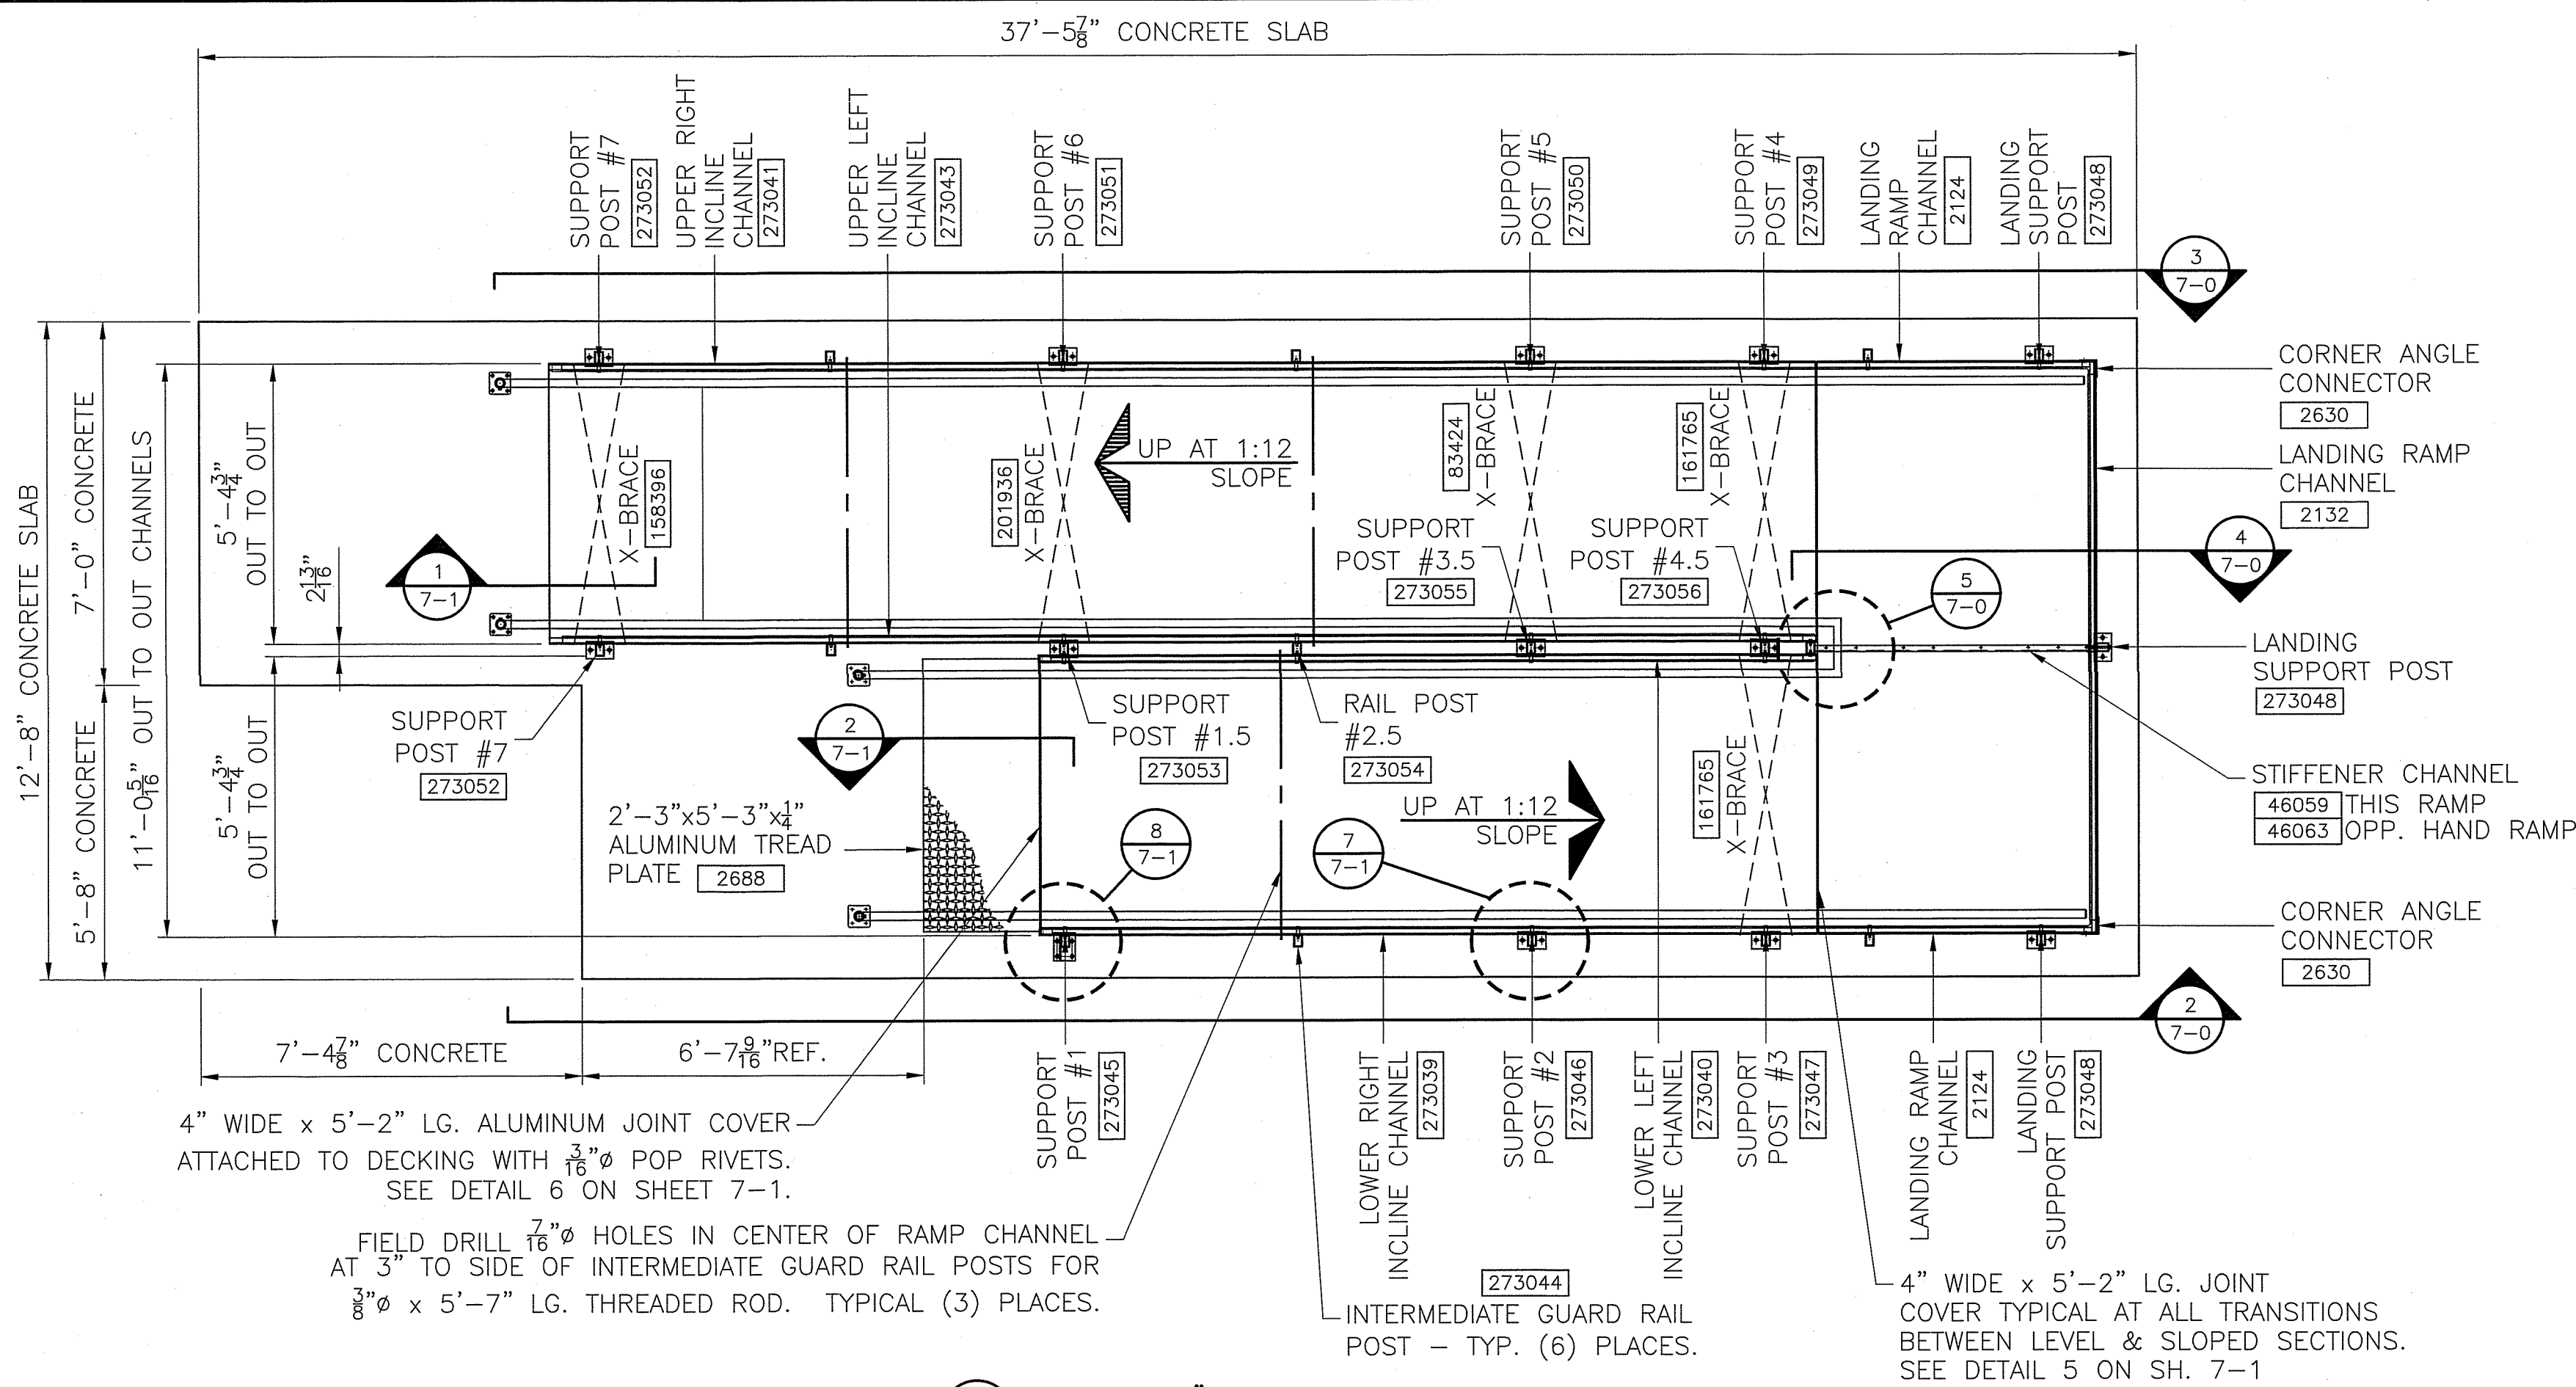 37'-5 7/8" CONCRETE SLAB
SUPPORT
POST #7
273052
UPPER RIGHT
INCLINE
CHANNEL
273041
UPPER LEFT
INCLINE
CHANNEL
273043
SUPPORT
POST #6
273051
SUPPORT
POST #5
273050
SUPPORT
POST #4
273049
LANDING
RAMP
CHANNEL
2124
LANDING
SUPPORT
POST
273048
3
7-0
12'-8" CONCRETE SLAB
7'-0" CONCRETE
5'-8" CONCRETE
11'-0 5/16" OUT TO OUT CHANNELS
5'-4 3/4"
OUT TO OUT
2 13/16"
5'-4 3/4"
OUT TO OUT
X-BRACE
158396
201936
X-BRACE
UP AT 1:12
SLOPE
83424
X-BRACE
161765
X-BRACE
CORNER ANGLE
CONNECTOR
2630
LANDING RAMP
CHANNEL
2132
1
7-1
SUPPORT
POST #3.5
273055
SUPPORT
POST #4.5
273056
4
7-0
5
7-0
LANDING
SUPPORT POST
273048
SUPPORT
POST #7
273052
2
7-1
SUPPORT
POST #1.5
273053
RAIL POST
#2.5
273054
STIFFENER CHANNEL
46059 THIS RAMP
46063 OPP. HAND RAMP
2'-3"x5'-3"x1/4"
ALUMINUM TREAD
PLATE 2688
8
7-1
7
7-1
UP AT 1:12
SLOPE
161765
X-BRACE
CORNER ANGLE
CONNECTOR
2630
2
7-0
7'-4 7/8" CONCRETE
6'-7 9/16"REF.
SUPPORT
POST #1
273045
LOWER RIGHT
INCLINE CHANNEL
273039
SUPPORT
POST #2
273046
LOWER LEFT
INCLINE CHANNEL
273040
SUPPORT
POST #3
273047
LANDING RAMP
CHANNEL
2124
LANDING
SUPPORT POST
273048
4" WIDE x 5'-2" LG. ALUMINUM JOINT COVER
ATTACHED TO DECKING WITH 3/16"ø POP RIVETS.
SEE DETAIL 6 ON SHEET 7-1.
FIELD DRILL 7/16"ø HOLES IN CENTER OF RAMP CHANNEL
AT 3" TO SIDE OF INTERMEDIATE GUARD RAIL POSTS FOR
3/8"ø x 5'-7" LG. THREADED ROD. TYPICAL (3) PLACES.
273044
INTERMEDIATE GUARD RAIL
POST - TYP. (6) PLACES.
4" WIDE x 5'-2" LG. JOINT
COVER TYPICAL AT ALL TRANSITIONS
BETWEEN LEVEL & SLOPED SECTIONS.
SEE DETAIL 5 ON SH. 7-1